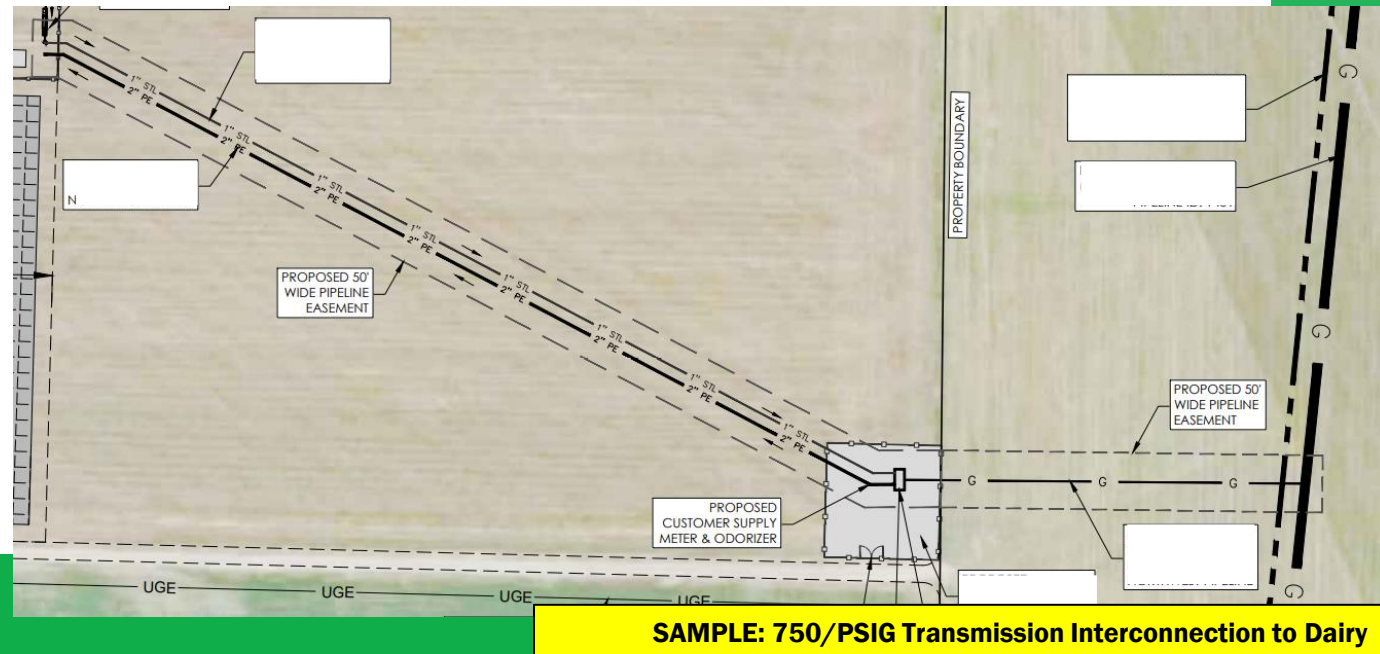 1" STL
2" PE
1" STL
2" PE
N
1" STL
2" PE
1" STL
2" PE
1" STL
2" PE
1" STL
2" PE
1" STL
2" PE
1" STL
2" PE
PROPOSED 50'
WIDE PIPELINE
EASEMENT
PROPERTY BOUNDARY
G
G
G
PROPOSED 50'
WIDE PIPELINE
EASEMENT
G
G
G
PROPOSED
CUSTOMER SUPPLY
METER & ODORIZER
UGE
UGE
UGE
UGE
SAMPLE: 750/PSIG Transmission Interconnection to Dairy